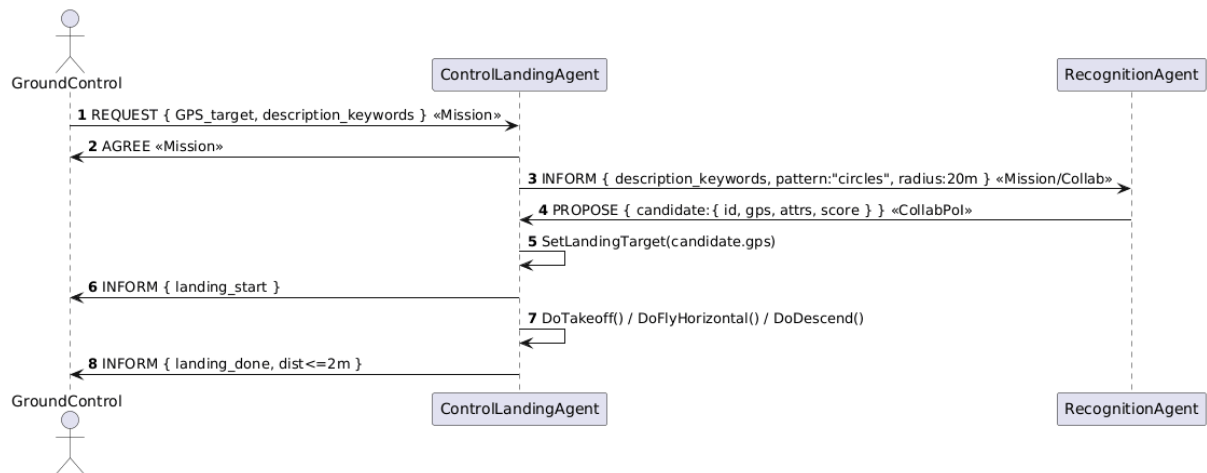 GroundControl
ControlLandingAgent
RecognitionAgent
1 REQUEST { GPS_target, description_keywords } «Mission»
2 AGREE «Mission»
3 INFORM { description_keywords, pattern:"circles", radius:20m } «Mission/Collab»
4 PROPOSE { candidate:{ id, gps, attrs, score } } «CollabPoI»
5 SetLandingTarget(candidate.gps)
6 INFORM { landing_start }
7 DoTakeoff() / DoFlyHorizontal() / DoDescend()
8 INFORM { landing_done, dist<=2m }
GroundControl
ControlLandingAgent
RecognitionAgent